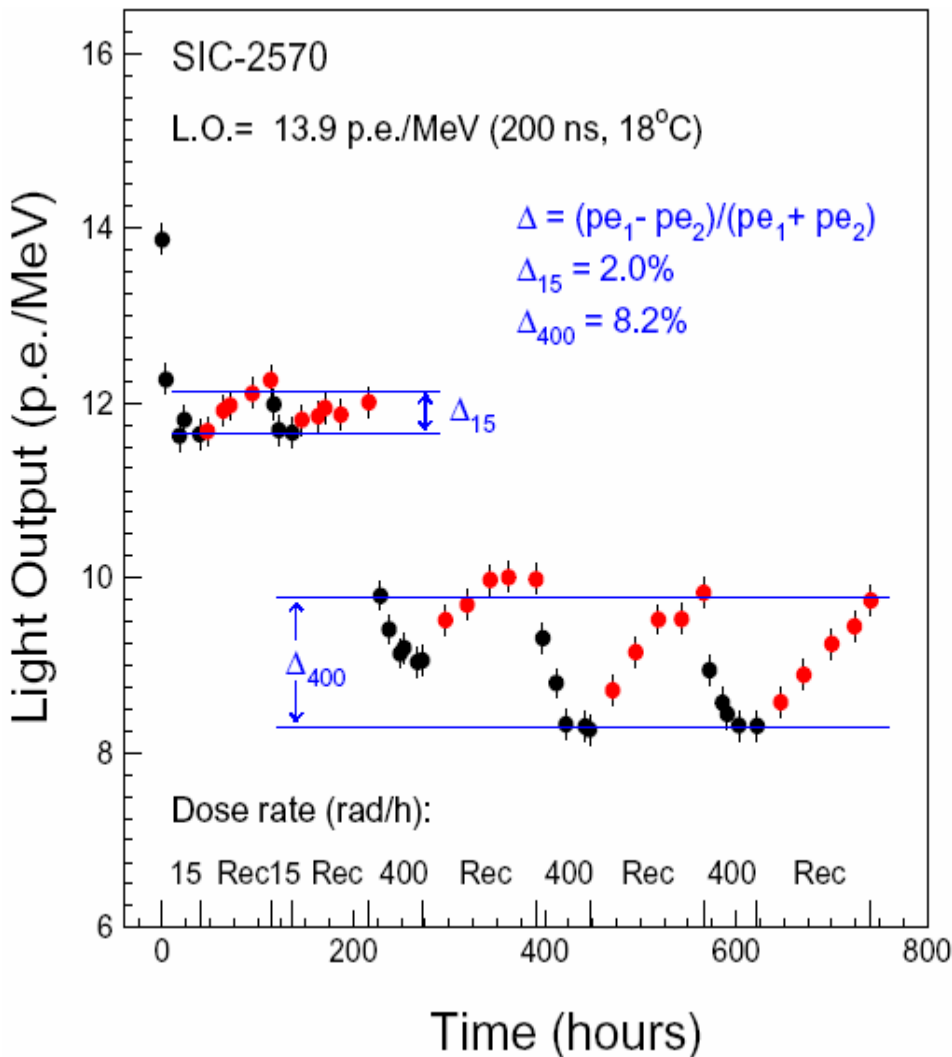 SIC-2570
L.O.= 13.9 p.e./MeV (200 ns, 18°C)
Δ = (pe₁- pe₂)/(pe₁+ pe₂)
Δ₁₅ = 2.0%
Δ₄₀₀ = 8.2%
Δ₁₅
Δ₄₀₀
Dose rate (rad/h):
15 Rec15 Rec 400 Rec 400 Rec 400 Rec
16
14
12
10
8
6
0 200 400 600 800
Light Output (p.e./MeV)
Time (hours)